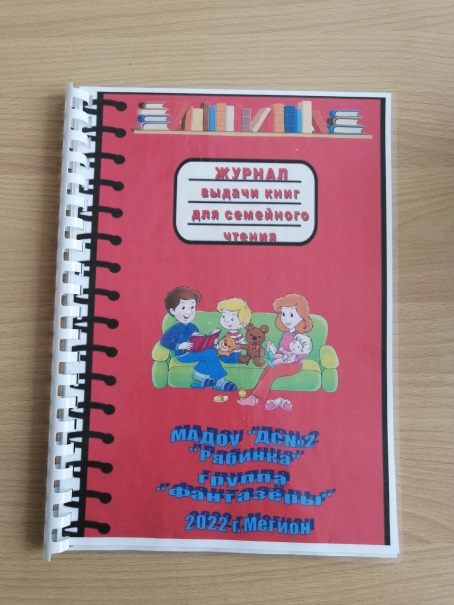 ЖУРНАЛ
выдачи книг
для семейного
чтения
МАДОУ "ДС№2
"Рябинка"
группа
"Фантазёры"
2022 г.Мегион